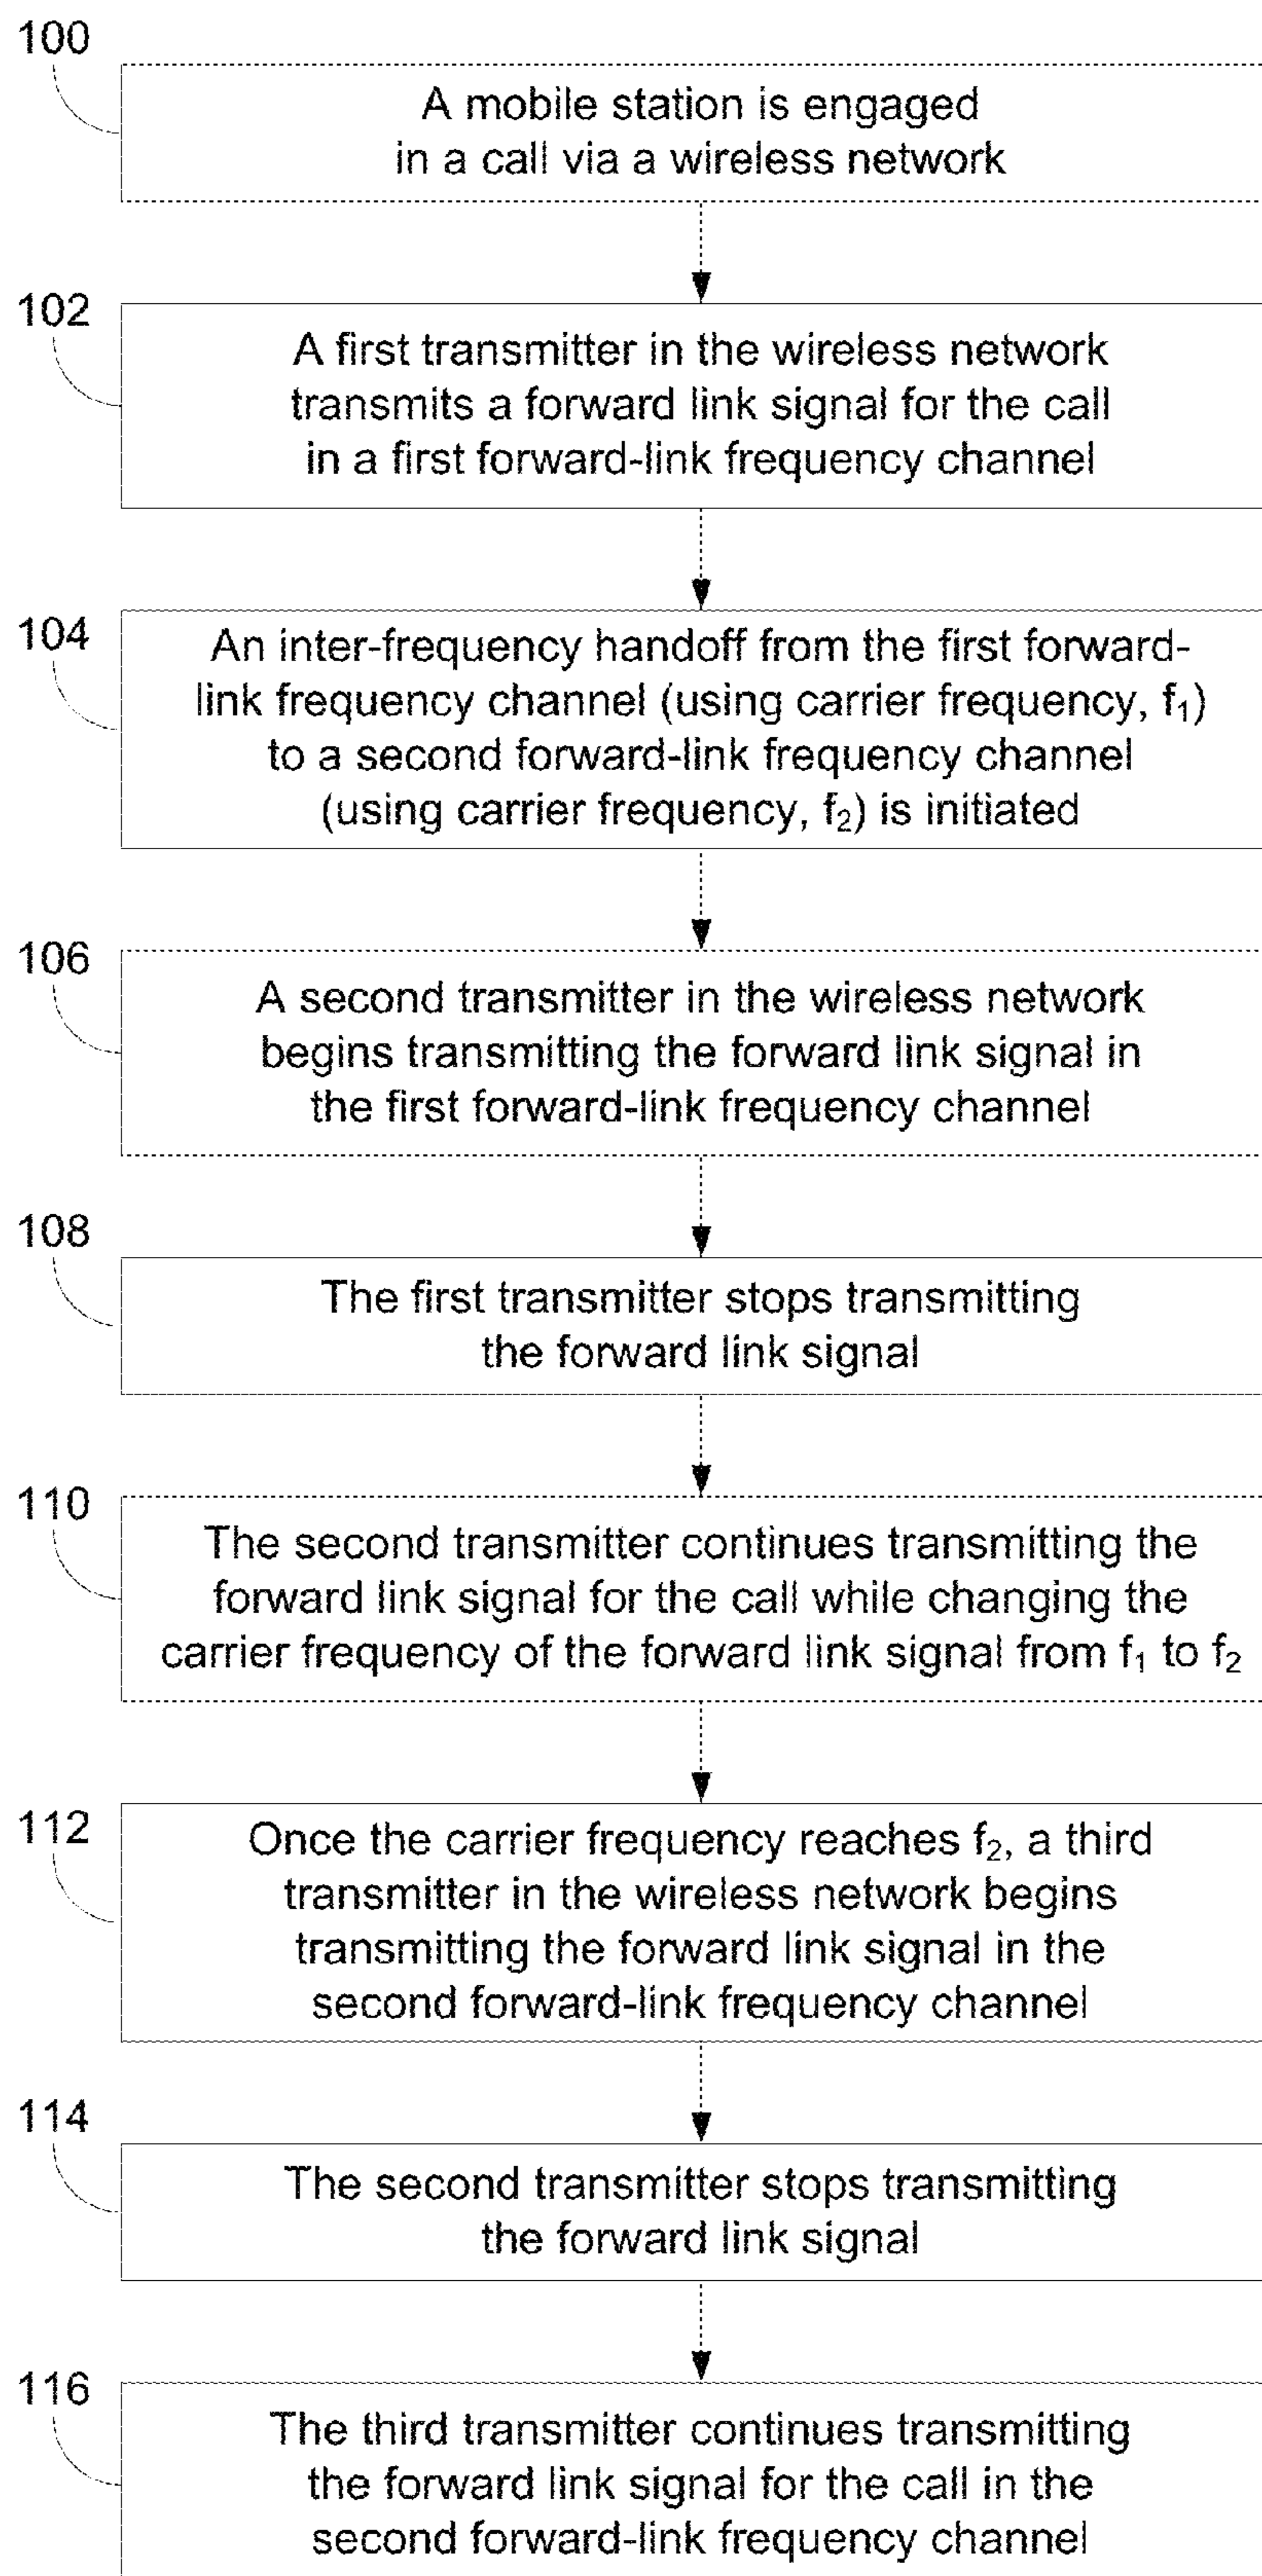 100
A mobile station is engaged
in a call via a wireless network
102
A first transmitter in the wireless network
transmits a forward link signal for the call
in a first forward-link frequency channel
104
An inter-frequency handoff from the first forward-
link frequency channel (using carrier frequency, f₁)
to a second forward-link frequency channel
(using carrier frequency, f₂) is initiated
106
A second transmitter in the wireless network
begins transmitting the forward link signal in
the first forward-link frequency channel
108
The first transmitter stops transmitting
the forward link signal
110
The second transmitter continues transmitting the
forward link signal for the call while changing the
carrier frequency of the forward link signal from f₁ to f₂
112
Once the carrier frequency reaches f₂, a third
transmitter in the wireless network begins
transmitting the forward link signal in the
second forward-link frequency channel
114
The second transmitter stops transmitting
the forward link signal
116
The third transmitter continues transmitting
the forward link signal for the call in the
second forward-link frequency channel